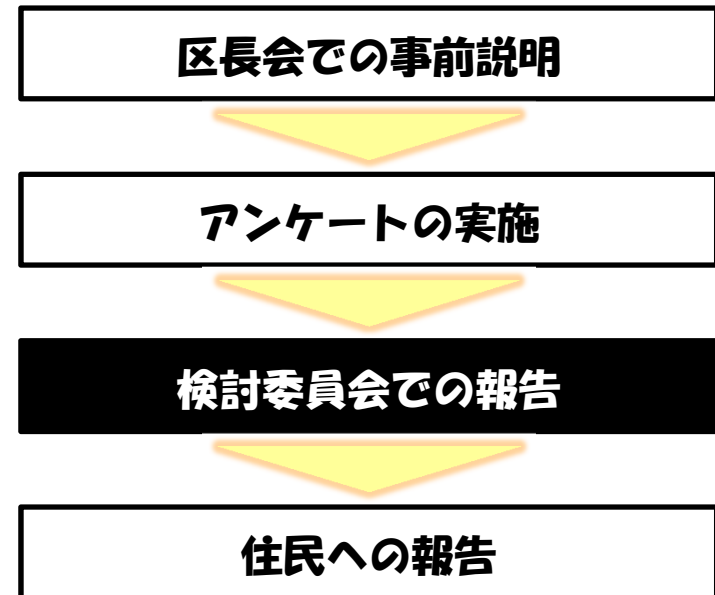 区長会での事前説明
アンケートの実施
検討委員会での報告
住民への報告